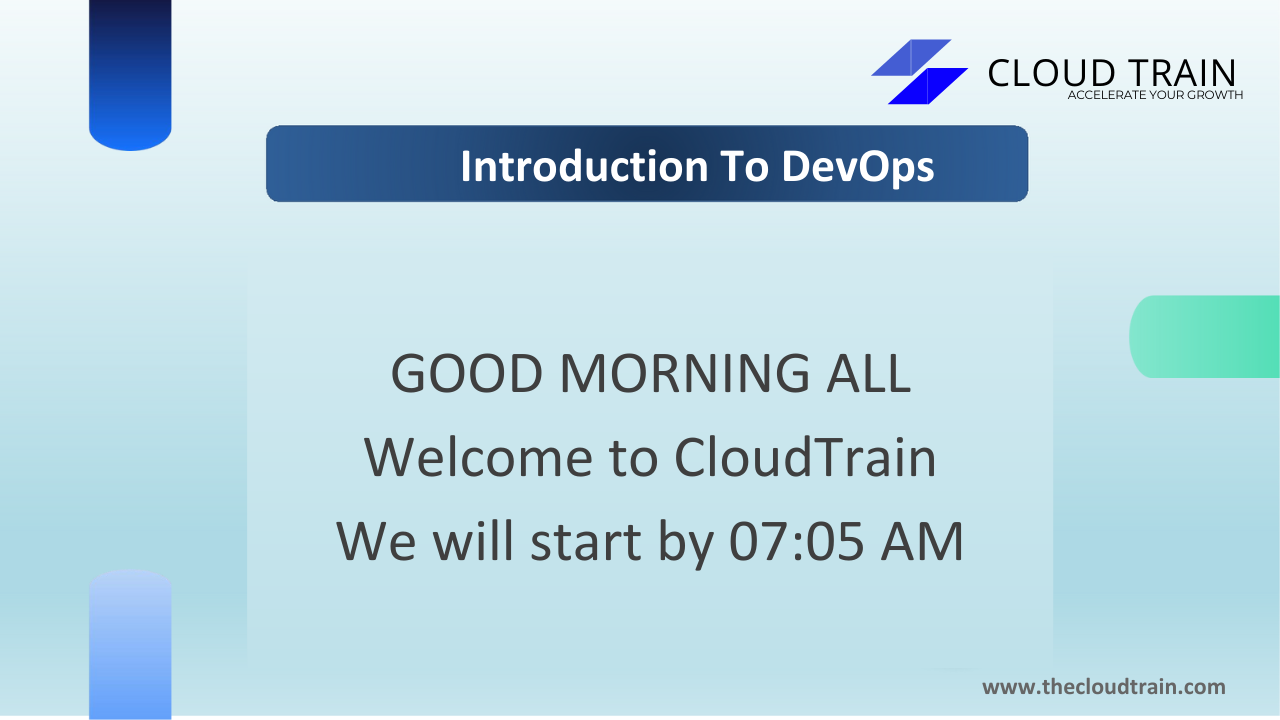 CLOUD TRAIN
ACCELERATE YOUR GROWTH
Introduction To DevOps
GOOD MORNING ALL
Welcome to CloudTrain
We will start by 07:05 AM
www.thecloudtrain.com